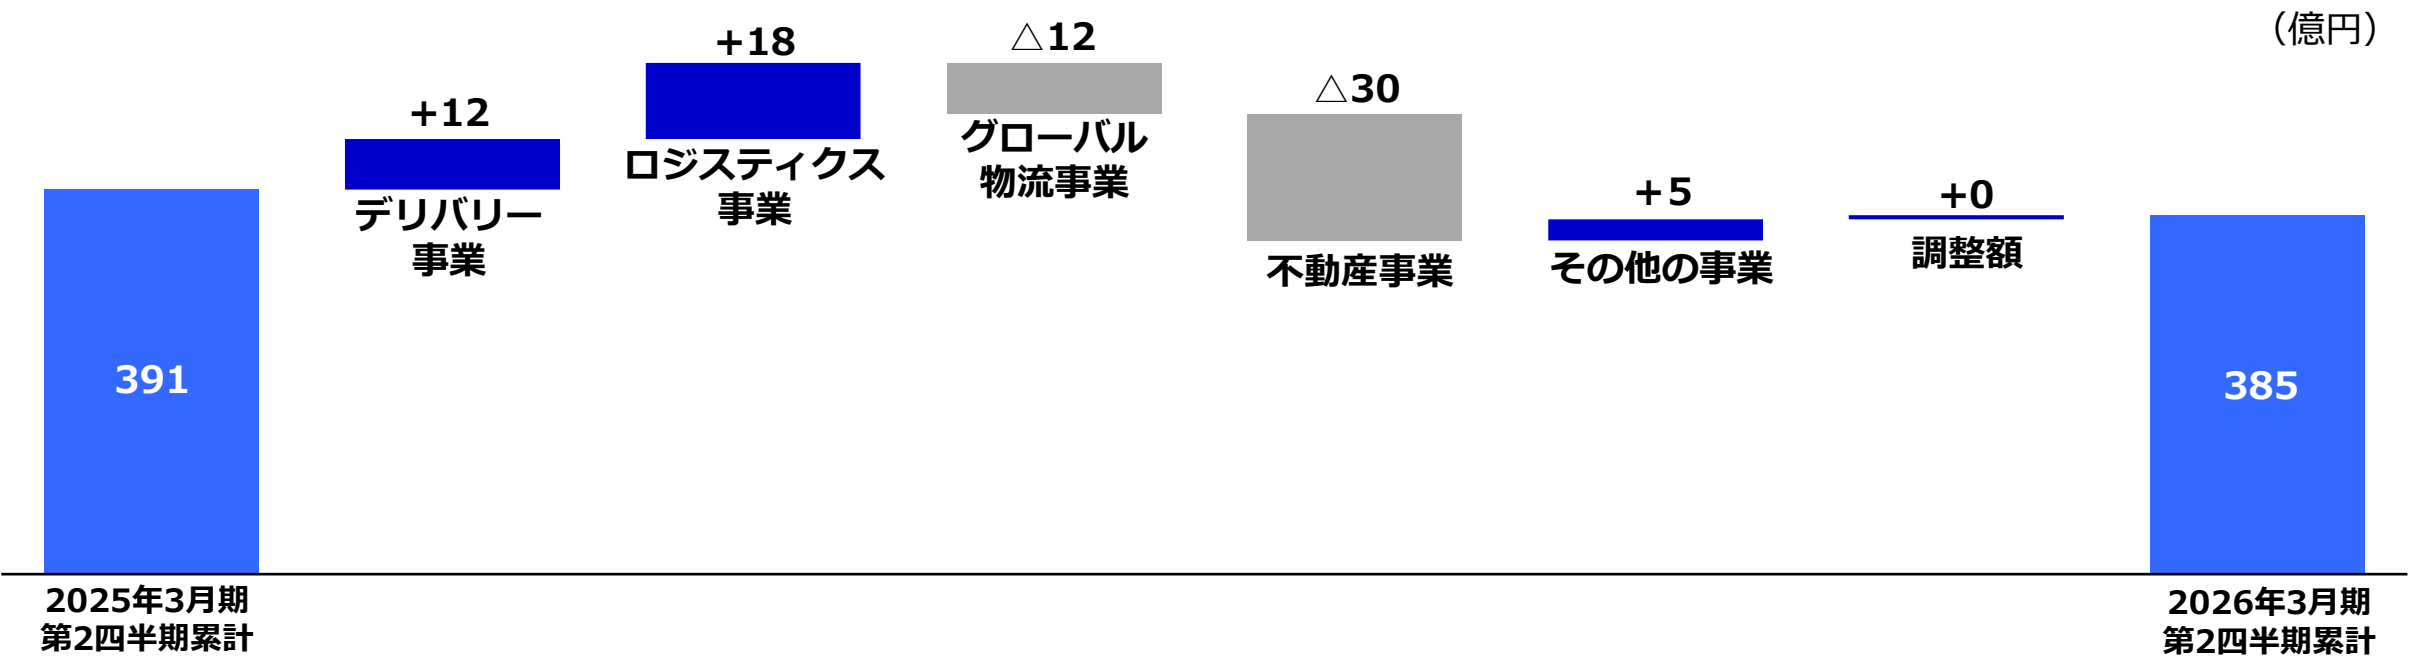 （億円）
391
2025年3月期
第2四半期累計
+12
デリバリー
事業
+18
ロジスティクス
事業
△12
グローバル
物流事業
△30
不動産事業
＋5
その他の事業
+0
調整額
385
2026年3月期
第2四半期累計